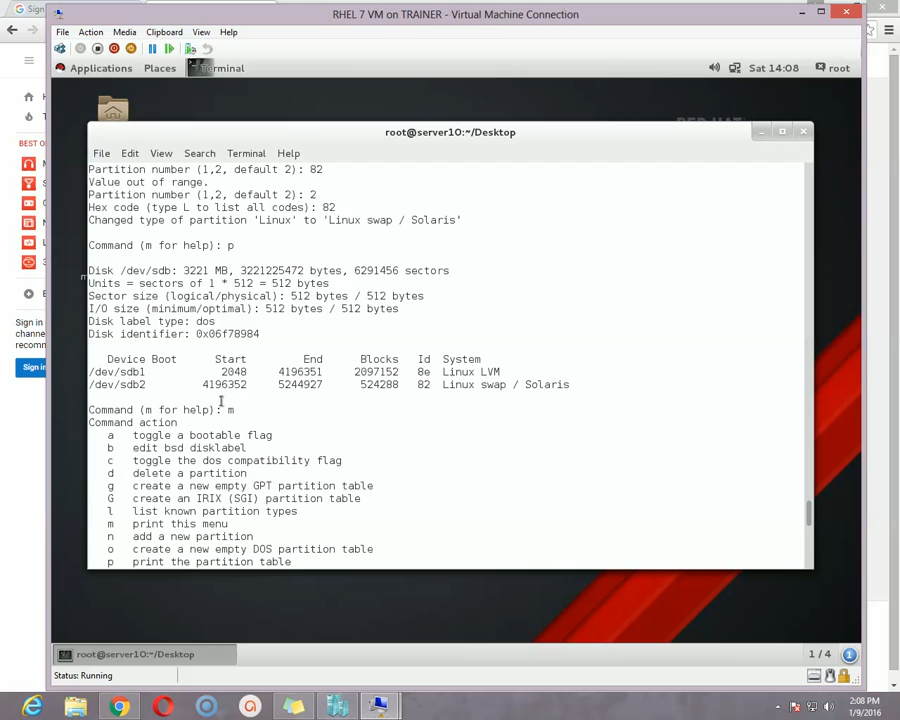 Sign
RHEL 7 VM on TRAINER - Virtual Machine Connection
File Action Media Clipboard View Help
Applications Places Terminal Sat 14:08 root
root@server10:~/Desktop
File Edit View Search Terminal Help
Partition number (1,2, default 2): 82
Value out of range.
Partition number (1,2, default 2): 2
Hex code (type L to list all codes): 82
Changed type of partition 'Linux' to 'Linux swap / Solaris'
Command (m for help): p
Disk /dev/sdb: 3221 MB, 3221225472 bytes, 6291456 sectors
Units = sectors of 1 * 512 = 512 bytes
Sector size (logical/physical): 512 bytes / 512 bytes
I/O size (minimum/optimal): 512 bytes / 512 bytes
Disk label type: dos
Disk identifier: 0x06f78984
Device Boot Start End Blocks Id System
/dev/sdb1 2048 4196351 2097152 8e Linux LVM
/dev/sdb2 4196352 5244927 524288 82 Linux swap / Solaris
Command (m for help): m
Command action
a toggle a bootable flag
b edit bsd disklabel
c toggle the dos compatibility flag
d delete a partition
g create a new empty GPT partition table
G create an IRIX (SGI) partition table
l list known partition types
m print this menu
n add a new partition
o create a new empty DOS partition table
p print the partition table
BEST O
Sign in
channe
recomm
Sign in
root@server10:~/Desktop 1 / 4 1
Status: Running
2:08 PM
1/9/2016